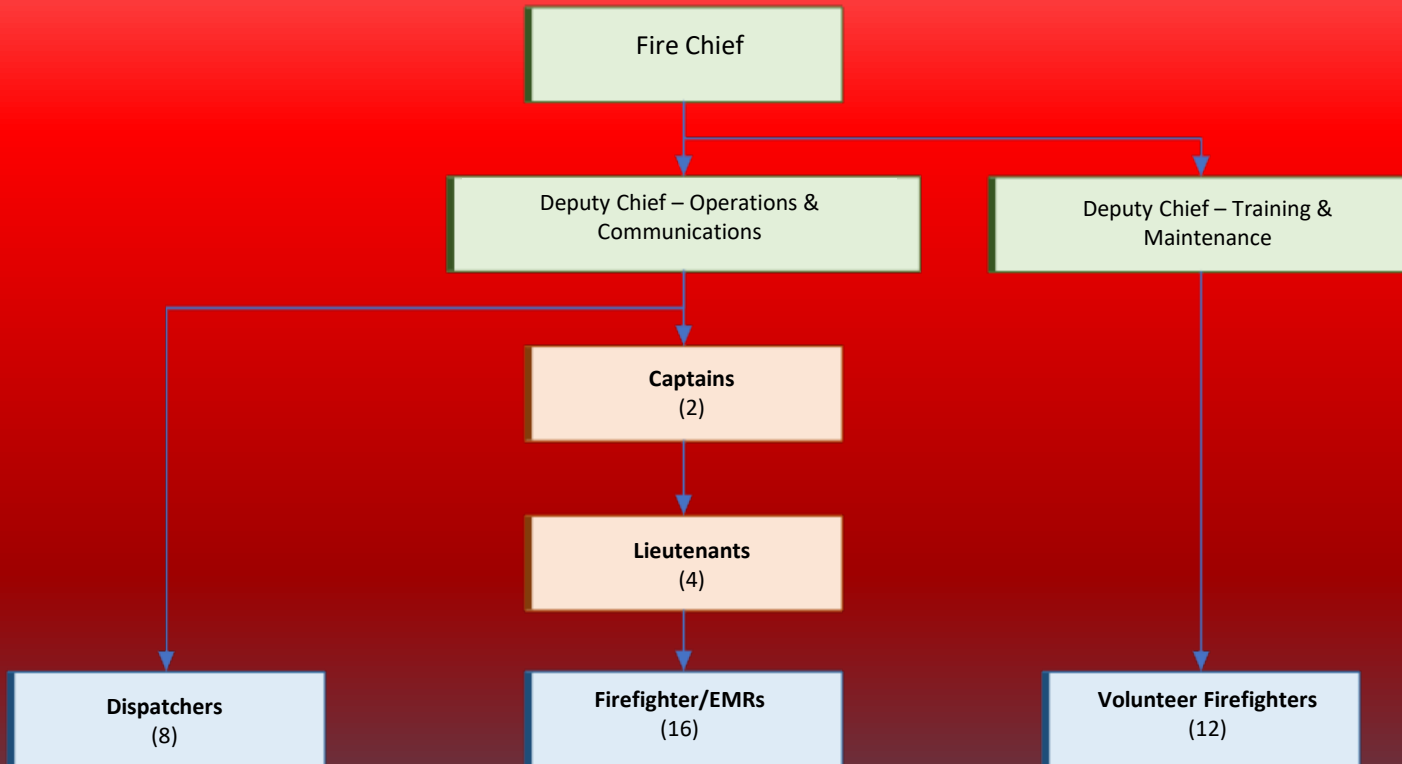 Fire Chief
Deputy Chief – Operations &
Communications
Deputy Chief – Training &
Maintenance
Captains
(2)
Lieutenants
(4)
Dispatchers
(8)
Firefighter/EMRs
(16)
Volunteer Firefighters
(12)